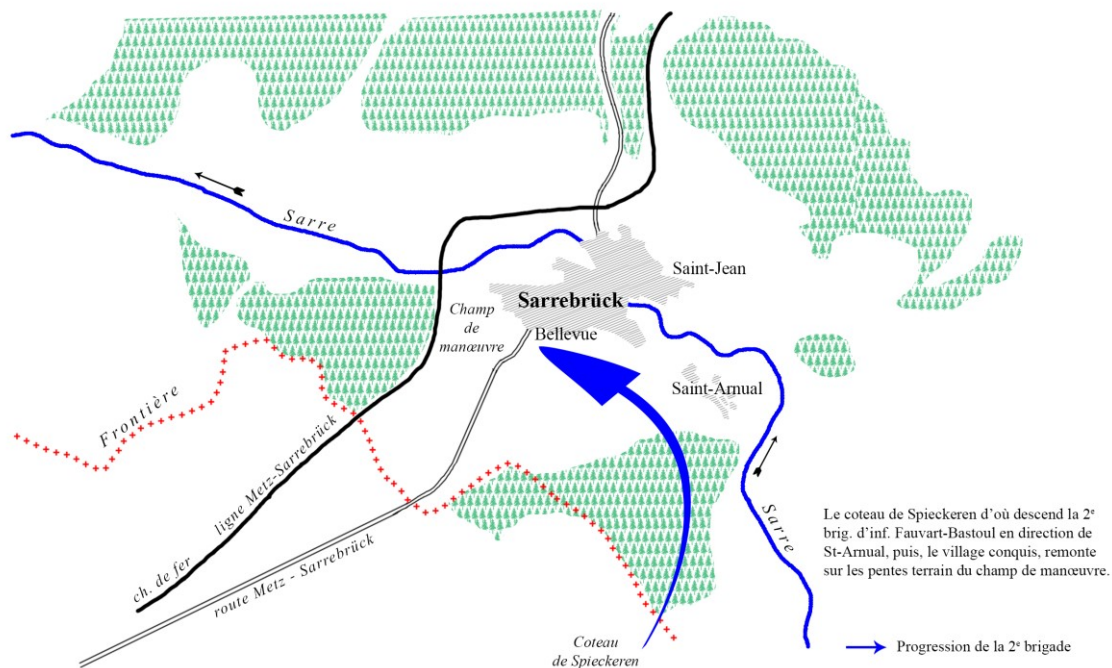 Sarre
Saint-Jean
Sarrebrück
Champ
de
manœuvre
Bellevue
Saint-Arnual
Frontière
ligne Metz-Sarrebrück
ch. de fer
route Metz - Sarrebrück
Sarre
Le coteau de Spieckeren d’où descend la 2e
brig. d’inf. Fauvart-Bastoul en direction de
St-Arnual, puis, le village conquis, remonte
sur les pentes terrain du champ de manœuvre.
Coteau
de Spieckeren
Progression de la 2e brigade